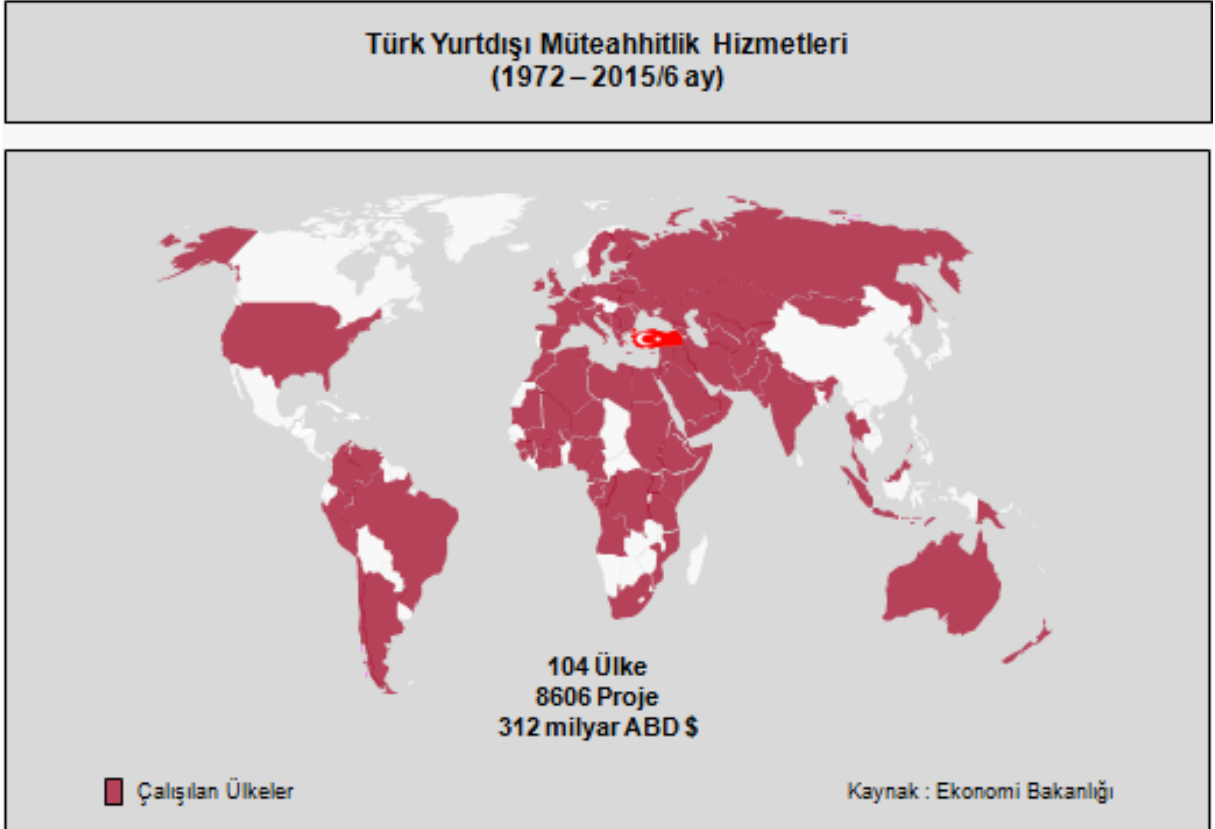 Türk Yurtdışı Müteahhitlik Hizmetleri
(1972 – 2015/6 ay)
104 Ülke
8606 Proje
312 milyar ABD $
Çalışılan Ülkeler
Kaynak : Ekonomi Bakanlığı